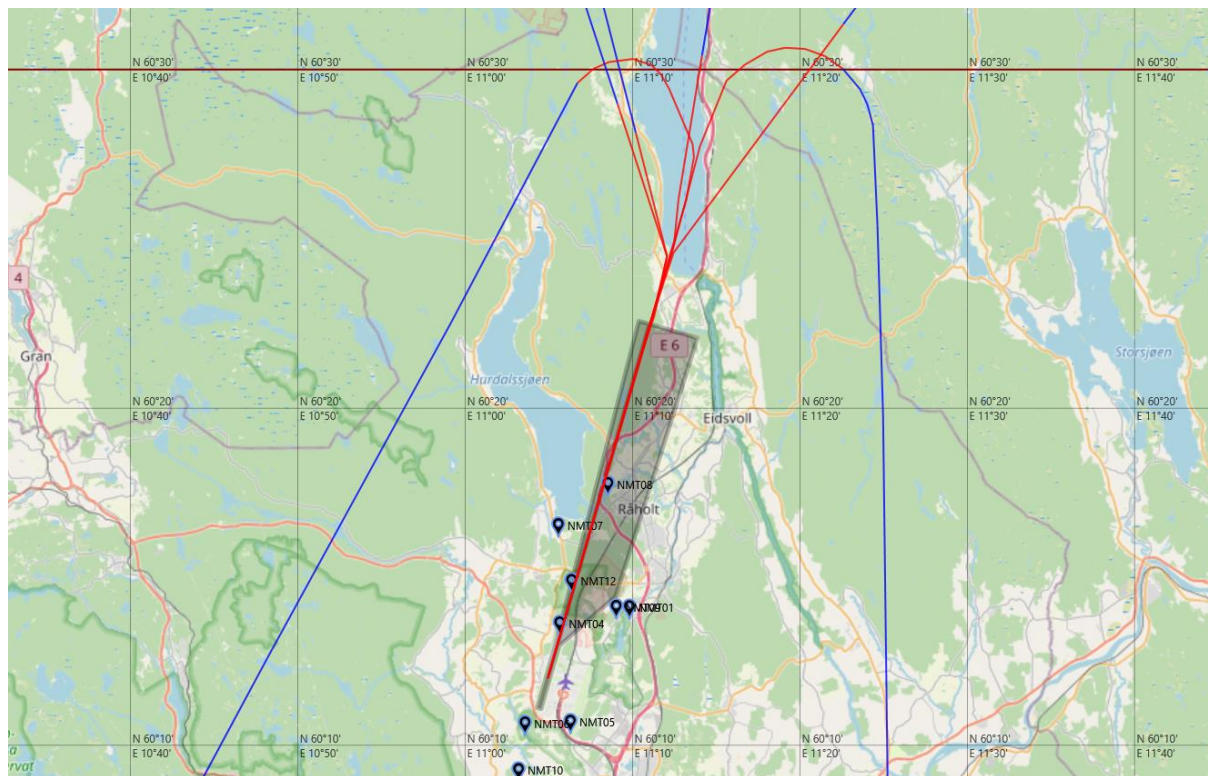 N 60°30' N 60°30' N 60°30' N 60°30' N 60°30' N 60°30' N 60°30'
E 10°40' E 10°50' E 11°00' E 11°10' E 11°20' E 11°30' E 11°40'
4
E 6
Gran
Storsjøen
Hurdalssjøen
N 60°20' N 60°20' N 60°20' N 60°20' N 60°20' N 60°20' N 60°20'
E 10°40' E 10°50' E 11°00' E 11°10' E 11°20' E 11°30' E 11°40'
Eidsvoll
NMT08
Råholt
NMT07
NMT12
NMT01
NMT04
NMT06 NMT05
N 60°10' N 60°10' N 60°10' N 60°10' N 60°10' N 60°10' N 60°10'
E 10°40' E 10°50' E 11°00' E 11°10' E 11°20' E 11°30' E 11°40'
NMT10